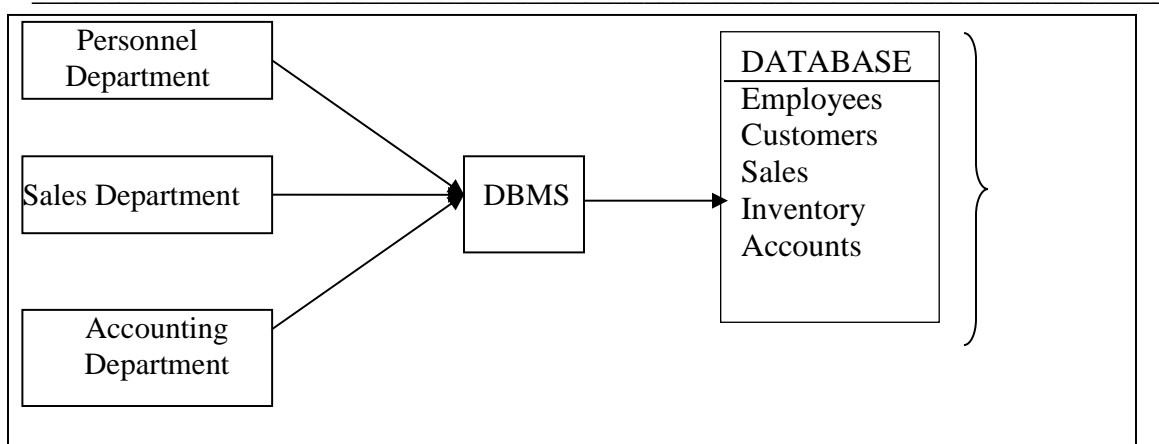 Personnel
Department
Sales Department
Accounting
Department
DBMS
DATABASE
Employees
Customers
Sales
Inventory
Accounts